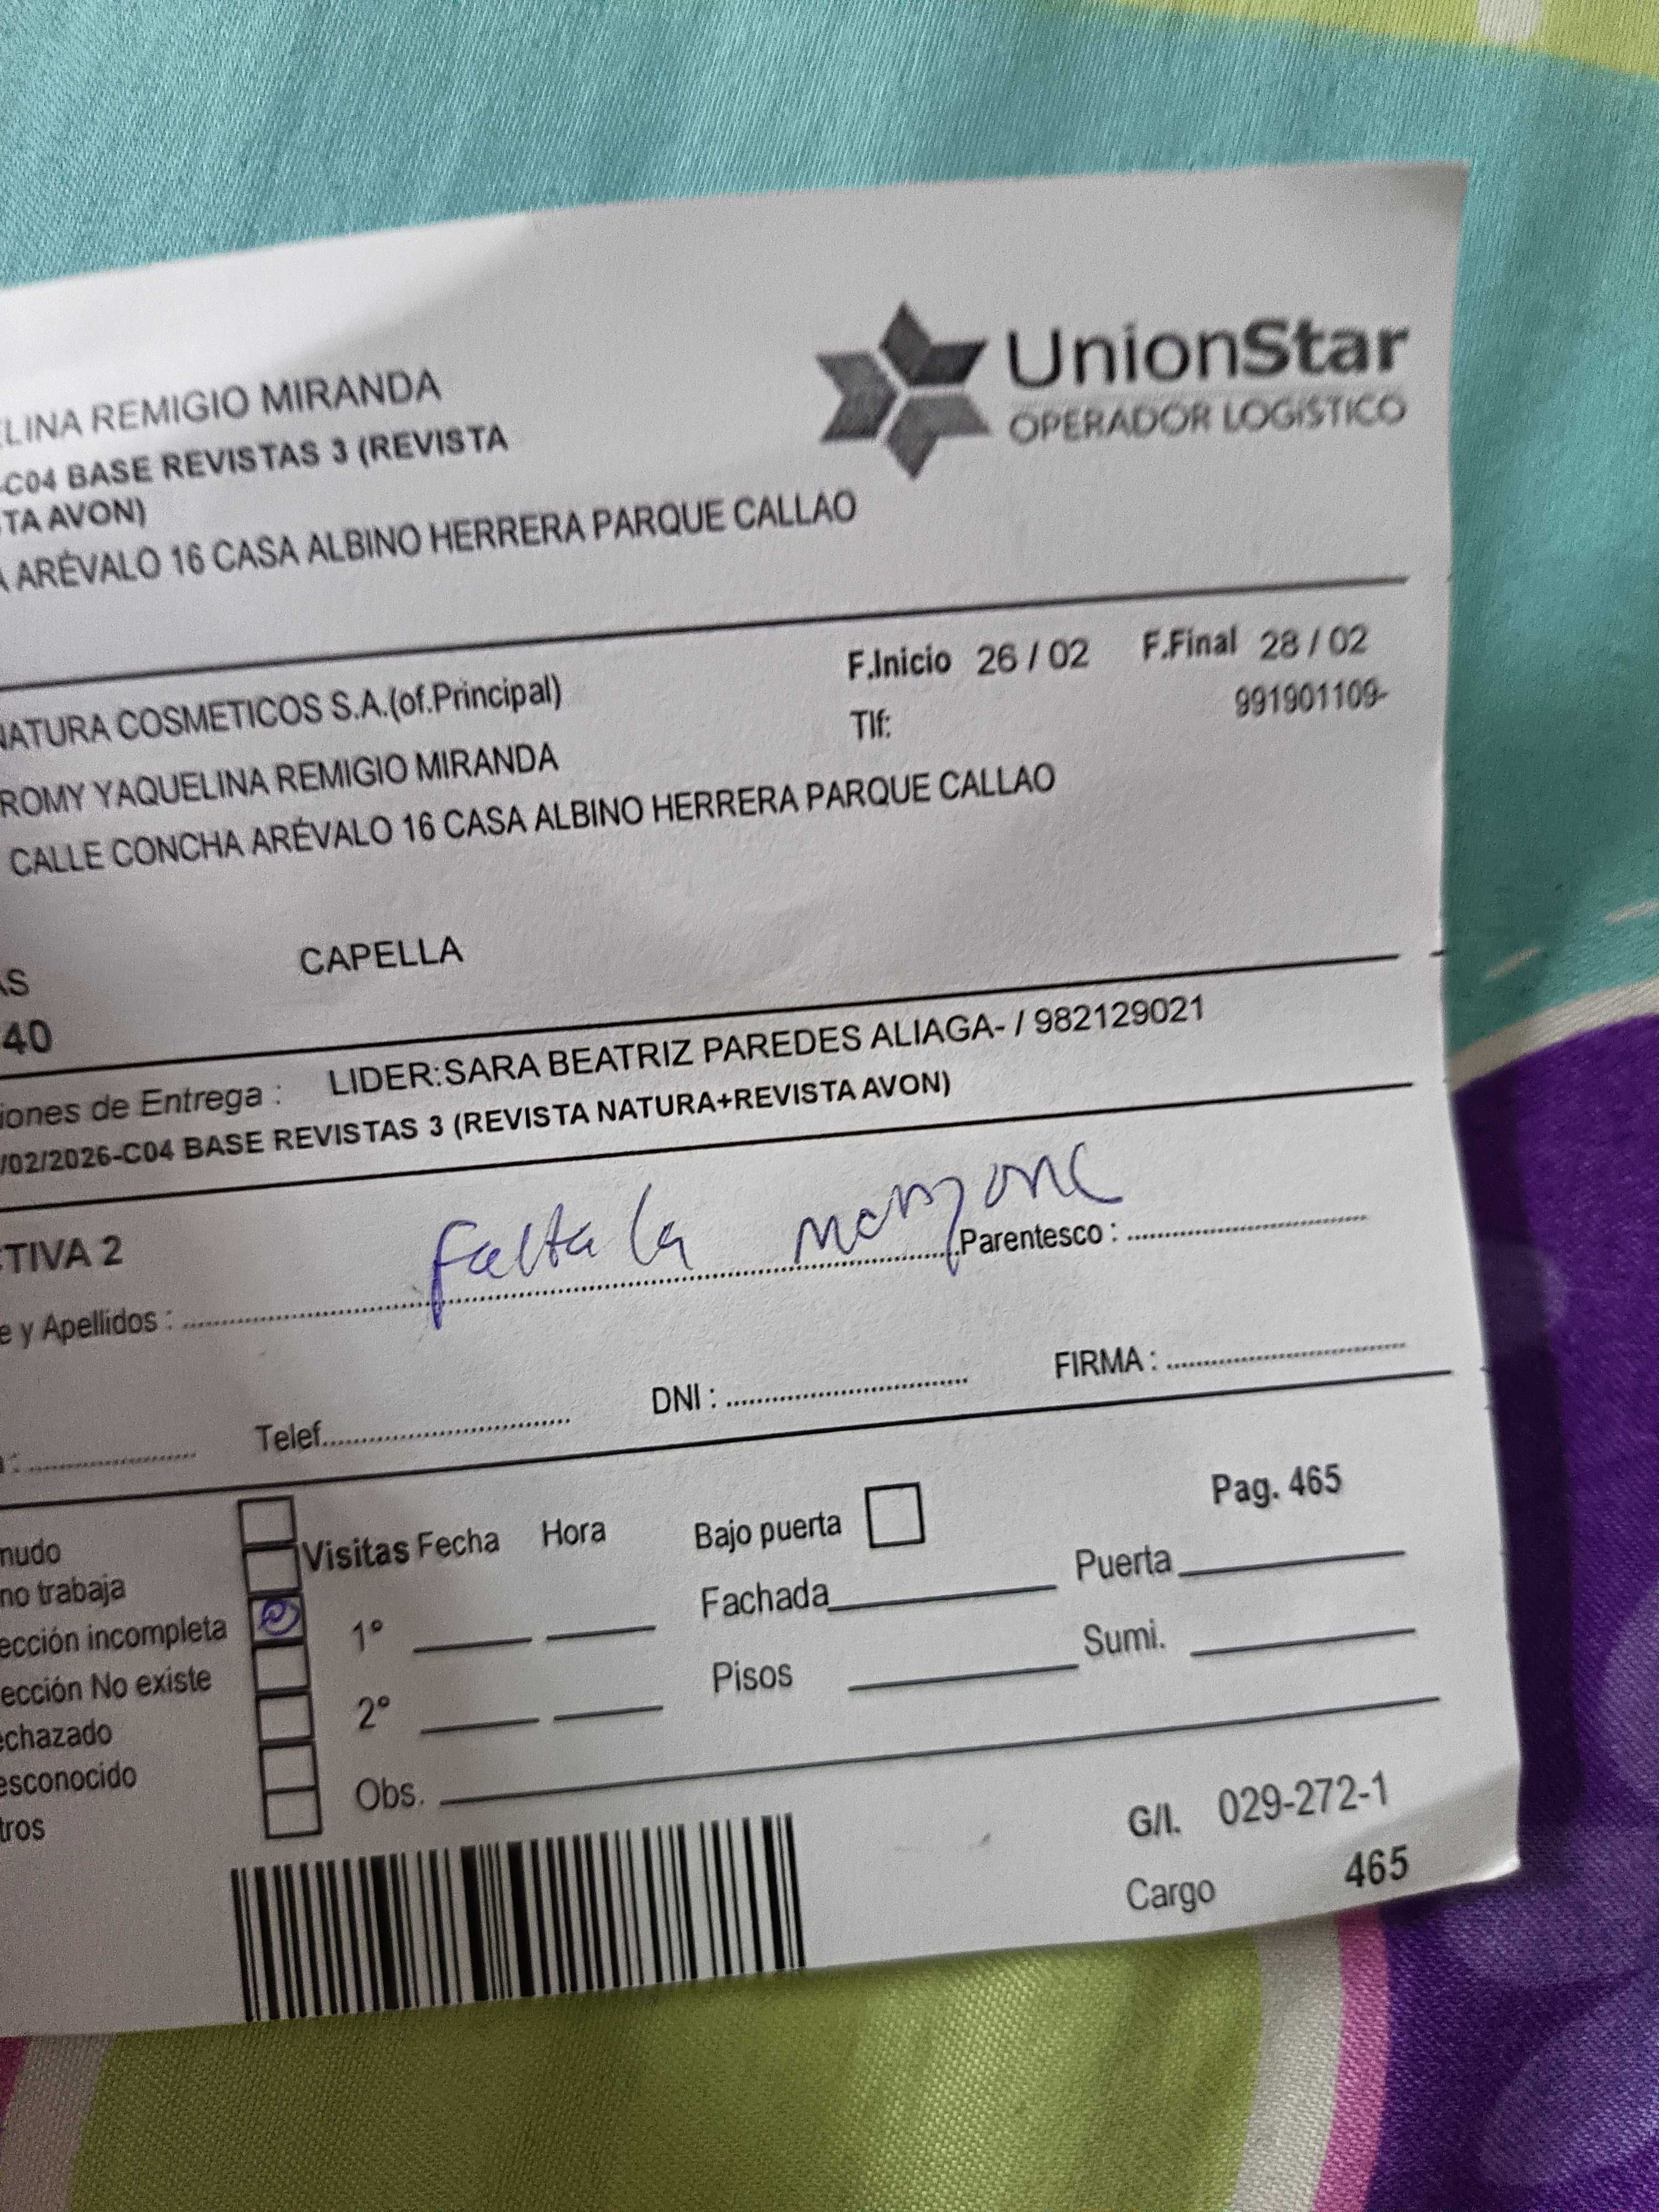 UnionStar
OPERADOR LOGÍSTICO
ELINA REMIGIO MIRANDA
-C04 BASE REVISTAS 3 (REVISTA
TA AVON)
A ARÉVALO 16 CASA ALBINO HERRERA PARQUE CALLAO
F.Inicio 26 / 02 F.Final 28 / 02
NATURA COSMETICOS S.A.(of.Principal) Tlf: 991901109-
ROMY YAQUELINA REMIGIO MIRANDA
CALLE CONCHA ARÉVALO 16 CASA ALBINO HERRERA PARQUE CALLAO
AS CAPELLA
40
iones de Entrega : LIDER:SARA BEATRIZ PAREDES ALIAGA- / 982129021
/02/2026-C04 BASE REVISTAS 3 (REVISTA NATURA+REVISTA AVON)
CTIVA 2
falta la manzana
e y Apellidos : Parentesco :
Telef. DNI : FIRMA :
Pag. 465
nudo Visitas Fecha Hora Bajo puerta
no trabaja Fachada Puerta
ección incompleta 1° Sumi.
ección No existe Pisos
echazado 2°
esconocido Obs.
tros
G/I. 029-272-1
Cargo 465